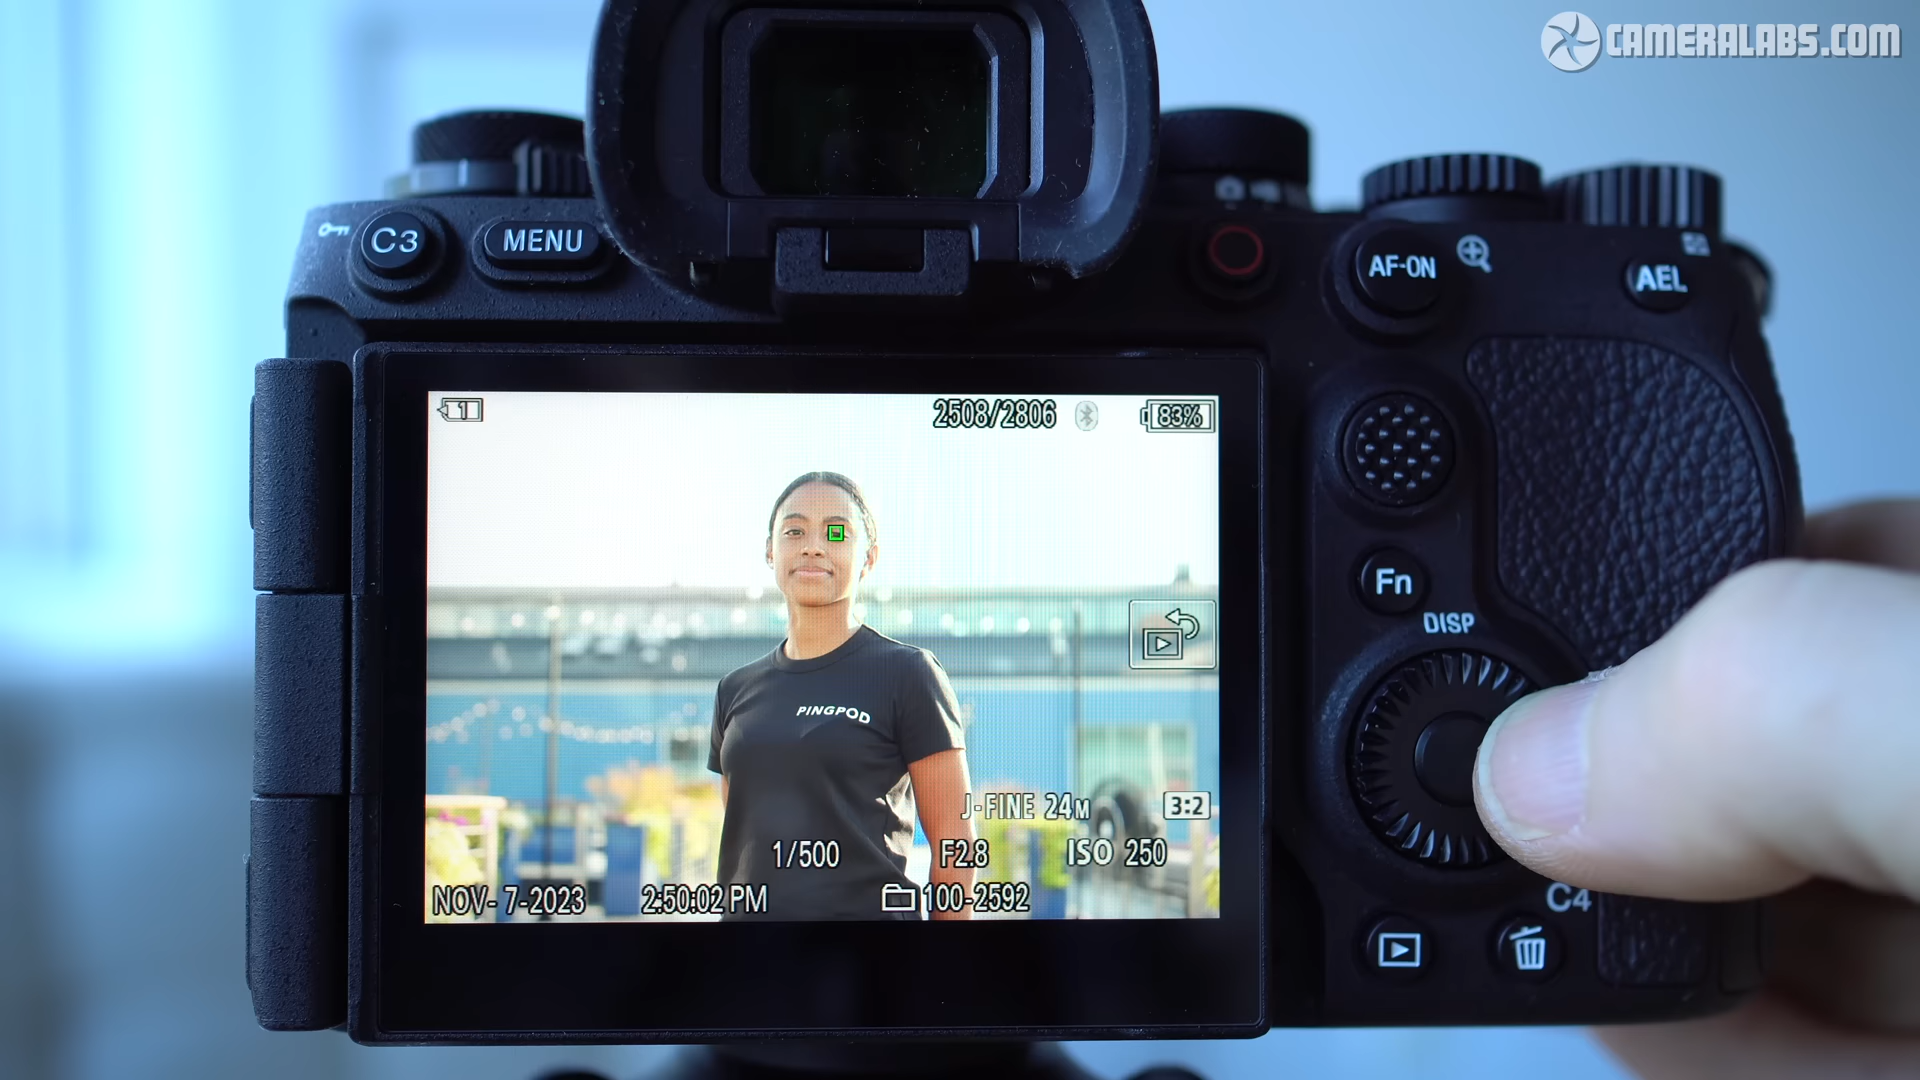 CAMERALABS.COM
C3
MENU
AF-ON
AEL
1
2508/2806
83%
PINGPOD
Fn
DISP
J-FINE 24M
3:2
1/500
F2.8
ISO 250
NOV- 7-2023
2:50:02 PM
100-2592
C4